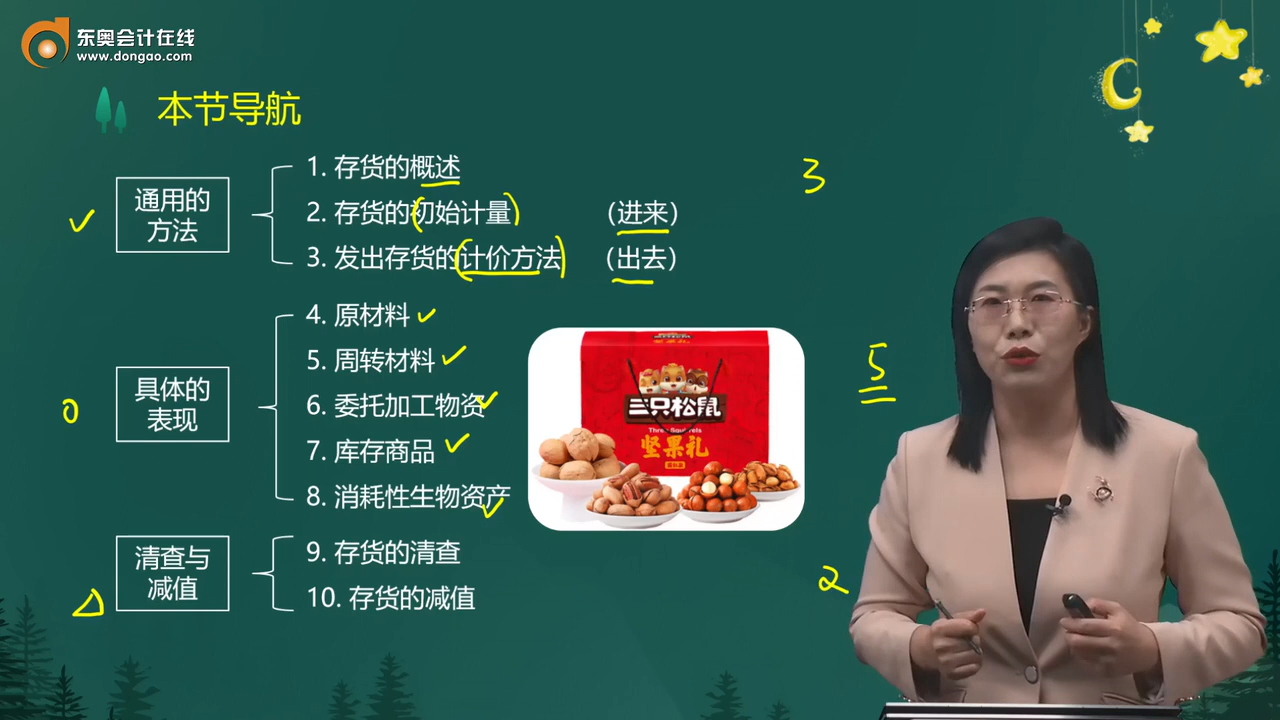 东奥会计在线
www.dongao.com
本节导航
通用的
方法
1. 存货的概述
2. 存货的初始计量 (进来)
3. 发出存货的计价方法 (出去)
3
具体的
表现
4. 原材料
5. 周转材料
6. 委托加工物资
7. 库存商品
8. 消耗性生物资产
三只松鼠
Three Squirrels
坚果礼
5
清查与
减值
9. 存货的清查
10. 存货的减值
2